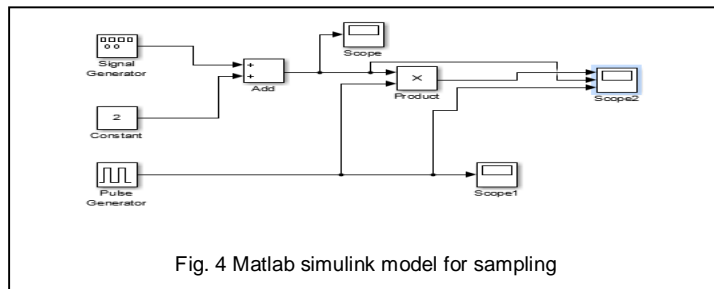 Scope
Signal
Generator
+
+
Add
×
Product
Scope2
2
Constant
Pulse
Generator
Scope1
Fig. 4 Matlab simulink model for sampling